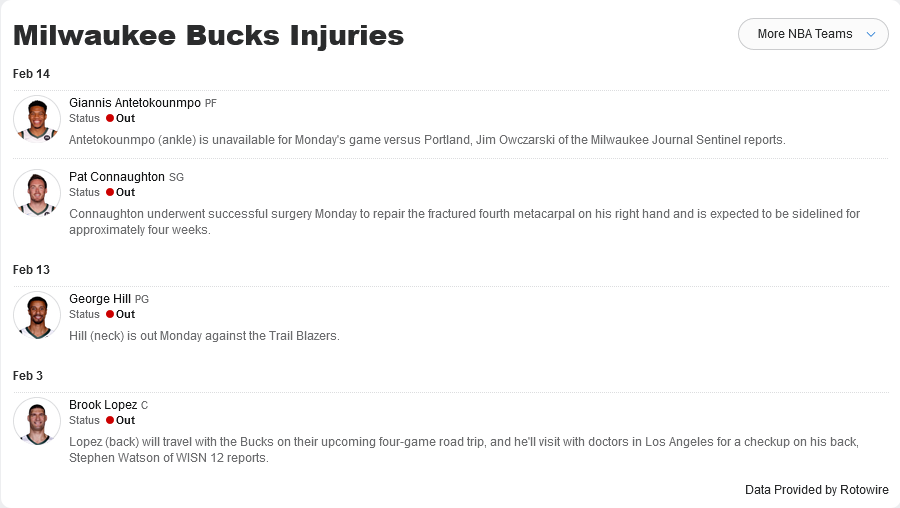 Milwaukee Bucks Injuries
More NBA Teams
Feb 14
Giannis Antetokounmpo PF
Status Out
Antetokounmpo (ankle) is unavailable for Monday's game versus Portland, Jim Owczarski of the Milwaukee Journal Sentinel reports.
Pat Connaughton SG
Status Out
Connaughton underwent successful surgery Monday to repair the fractured fourth metacarpal on his right hand and is expected to be sidelined for
approximately four weeks.
Feb 13
George Hill PG
Status Out
Hill (neck) is out Monday against the Trail Blazers.
Feb 3
Brook Lopez C
Status Out
Lopez (back) will travel with the Bucks on their upcoming four-game road trip, and he'll visit with doctors in Los Angeles for a checkup on his back,
Stephen Watson of WISN 12 reports.
Data Provided by Rotowire